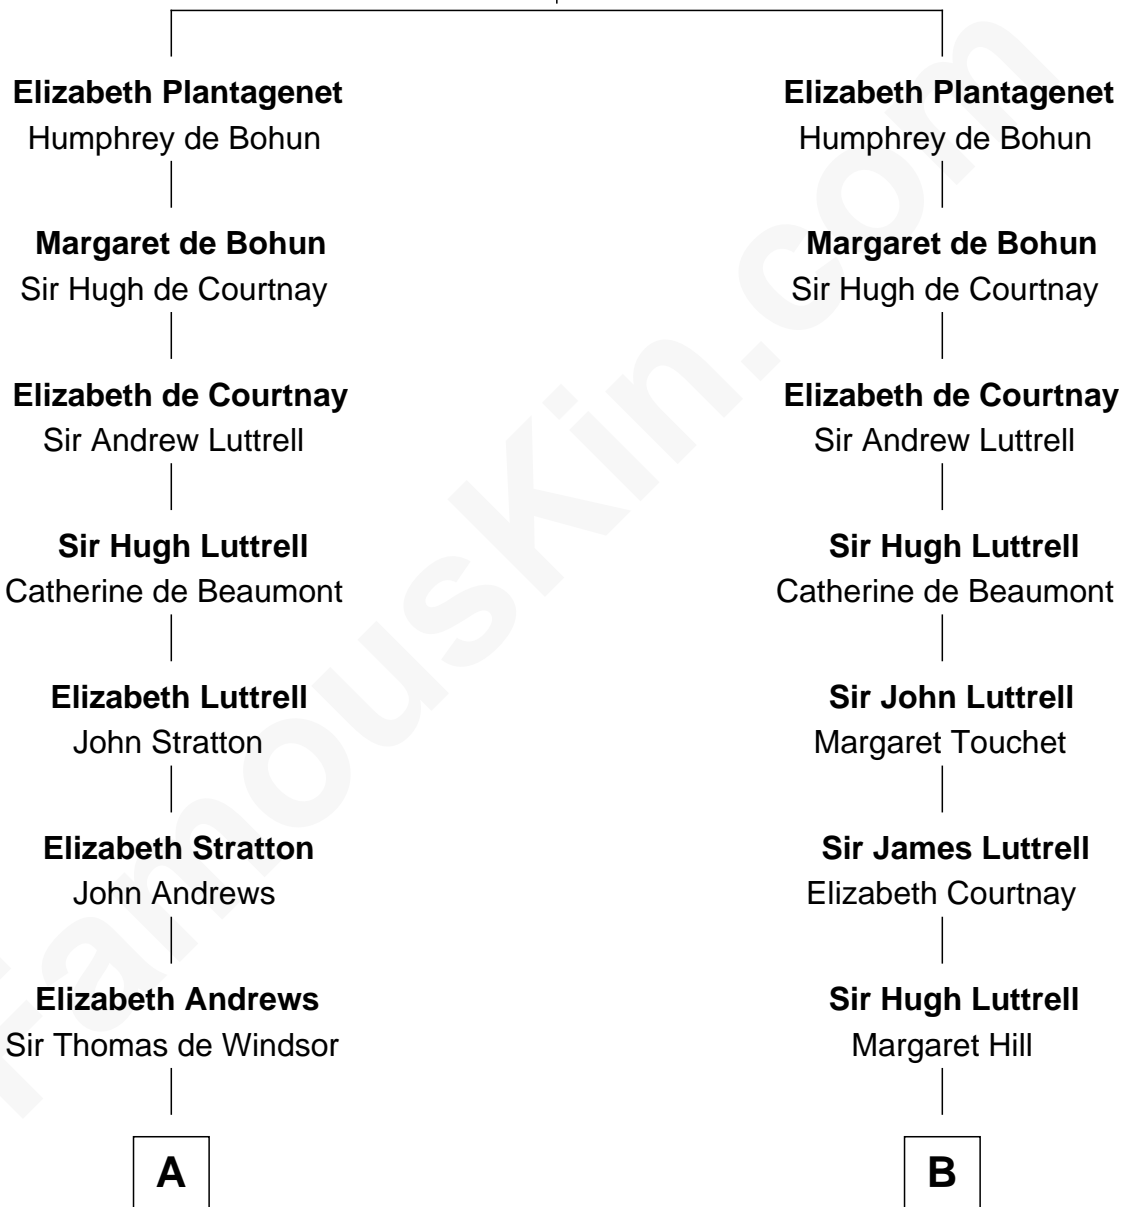 Elizabeth Plantagenet
Humphrey de Bohun
Margaret de Bohun
Sir Hugh de Courtnay
Elizabeth de Courtnay
Sir Andrew Luttrell
Sir Hugh Luttrell
Catherine de Beaumont
Elizabeth Luttrell
John Stratton
Elizabeth Stratton
John Andrews
Elizabeth Andrews
Sir Thomas de Windsor
A
Elizabeth Plantagenet
Humphrey de Bohun
Margaret de Bohun
Sir Hugh de Courtnay
Elizabeth de Courtnay
Sir Andrew Luttrell
Sir Hugh Luttrell
Catherine de Beaumont
Sir John Luttrell
Margaret Touchet
Sir James Luttrell
Elizabeth Courtnay
Sir Hugh Luttrell
Margaret Hill
B
FamousKin.com